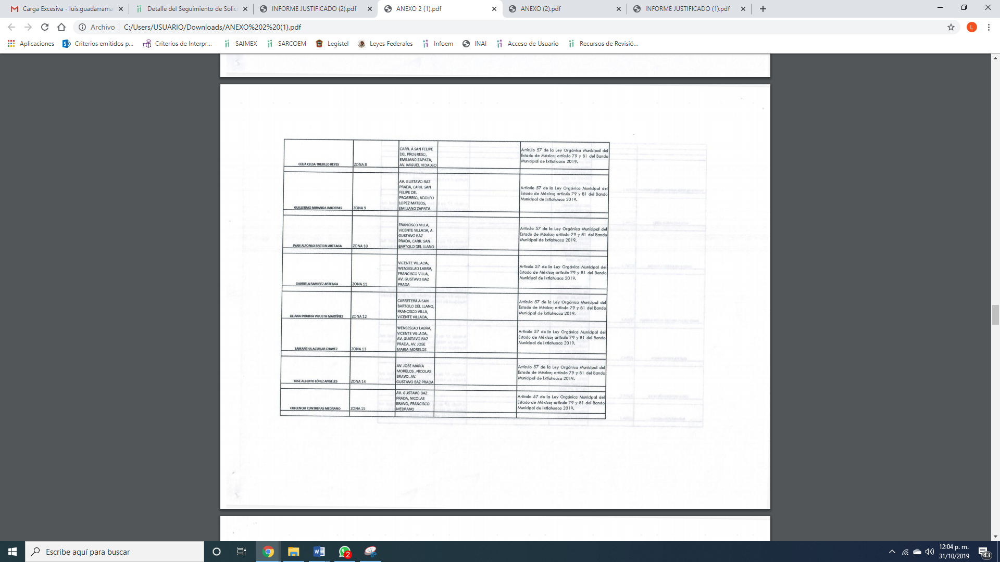 Carga Excesiva - luis.guadarrama
Detalle del Seguimiento de Solici
INFORME JUSTIFICADO (2).pdf
ANEXO 2 (1).pdf
ANEXO (2).pdf
INFORME JUSTIFICADO (1).pdf
Archivo
C:/Users/USUARIO/Downloads/ANEXO%202%20(1).pdf
L
Aplicaciones
Criterios emitidos p...
Criterios de Interpr...
SAIMEX
SARCOEM
Legistel
Leyes Federales
Infoem
INAI
Acceso de Usuario
Recursos de Revisió...
CELIA CELSA TRUJILLO REYES
ZONA 8
CARR. A SAN FELIPE
DEL PROGRESO,
EMILIANO ZAPATA,
AV. MIGUEL HIDALGO
Artículo 57 de la Ley Orgánica Municipal del
Estado de México; artículo 79 y 81 del Bando
Municipal de Ixtlahuaca 2019.
GUILLERMO MIRANDA BALDERAS
ZONA 9
AV. GUSTAVO BAZ
PRADA, CARR. SAN
FELIPE DEL
PROGRESO, ADOLFO
LOPEZ MATEOS,
EMILIANO ZAPATA
Artículo 57 de la Ley Orgánica Municipal del
Estado de México; artículo 79 y 81 del Bando
Municipal de Ixtlahuaca 2019.
IVAN ALFONSO BRETON ARTEAGA
ZONA 10
FRANCISCO VILLA,
VICENTE VILLADA, A.
GUSTAVO BAZ
PRADA, CARR. SAN
BARTOLO DEL LLANO
Artículo 57 de la Ley Orgánica Municipal del
Estado de México; artículo 79 y 81 del Bando
Municipal de Ixtlahuaca 2019.
GABRIELA RAMIREZ ARTEAGA
ZONA 11
VICENTE VILLADA,
WENSESLAO LABRA,
FRANCISCO VILLA,
AV. GUSTAVO BAZ
PRADA
Artículo 57 de la Ley Orgánica Municipal del
Estado de México; artículo 79 y 81 del Bando
Municipal de Ixtlahuaca 2019.
LILIANA INDHIRA VIZUETH MARTÍNEZ
ZONA 12
CARRETERA A SAN
BARTOLO DEL LLANO,
FRANCISCO VILLA,
VICENTE VILLADA,
Artículo 57 de la Ley Orgánica Municipal del
Estado de México; artículo 79 y 81 del Bando
Municipal de Ixtlahuaca 2019.
SAMANTHA AGUILAR CHAVEZ
ZONA 13
WENSESLAO LABRA,
VICENTE VILLADA,
AV. GUSTAVO BAZ
PRADA, AV. JOSE
MARIA MORELOS
Artículo 57 de la Ley Orgánica Municipal del
Estado de México; artículo 79 y 81 del Bando
Municipal de Ixtlahuaca 2019.
JOSÉ ALBERTO LÓPEZ ANGELES
ZONA 14
AV. JOSE MARÍA
MORELOS , NICOLAS
BRAVO, AV.
GUSTAVO BAZ PRADA
Artículo 57 de la Ley Orgánica Municipal del
Estado de México; artículo 79 y 81 del Bando
Municipal de Ixtlahuaca 2019.
CRECENCIO CONTRERAS MEDRANO
ZONA 15
AV. GUSTAVO BAZ
PRADA, NICOLAS
BRAVO, FRANCISCO
MEDRANO
Artículo 57 de la Ley Orgánica Municipal del
Estado de México; artículo 79 y 81 del Bando
Municipal de Ixtlahuaca 2019.
Escribe aquí para buscar
2
12:04 p. m.
31/10/2019
43